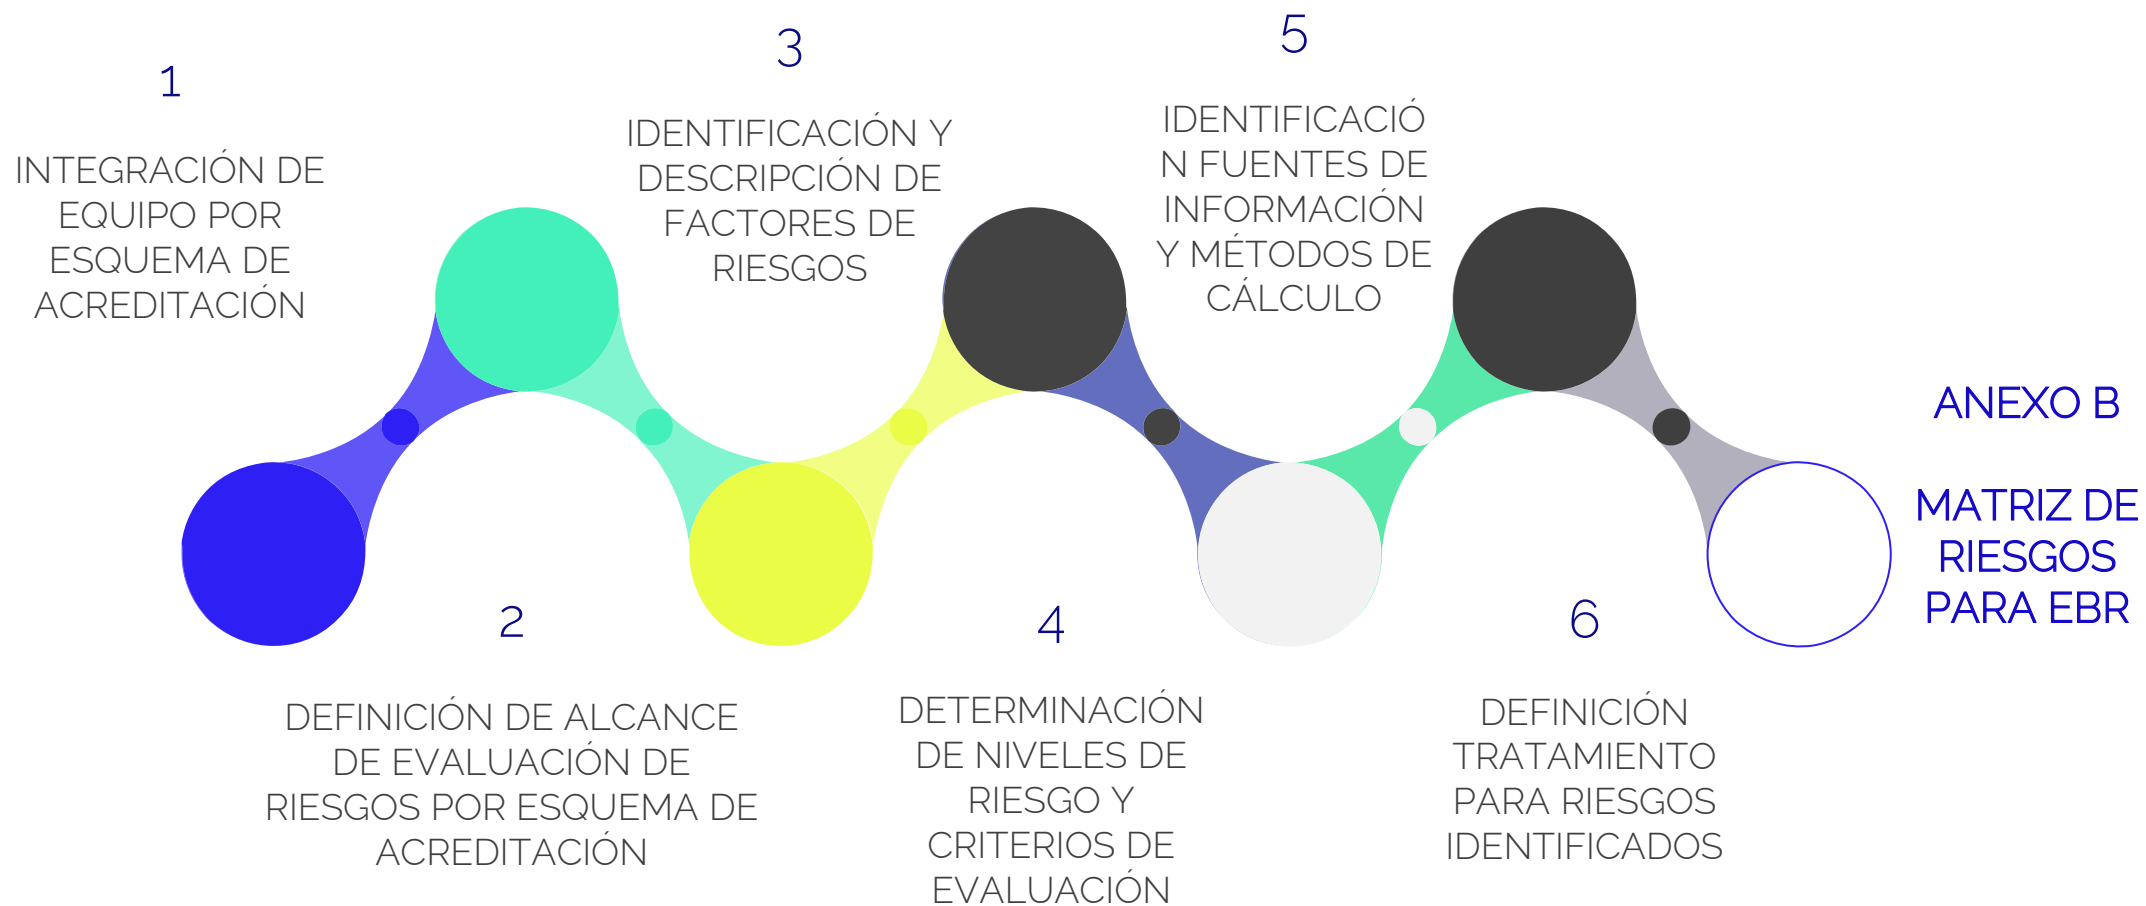 1
INTEGRACIÓN DE
EQUIPO POR
ESQUEMA DE
ACREDITACIÓN
2
DEFINICIÓN DE ALCANCE
DE EVALUACIÓN DE
RIESGOS POR ESQUEMA DE
ACREDITACIÓN
3
IDENTIFICACIÓN Y
DESCRIPCIÓN DE
FACTORES DE
RIESGOS
4
DETERMINACIÓN
DE NIVELES DE
RIESGO Y
CRITERIOS DE
EVALUACIÓN
5
IDENTIFICACIÓ
N FUENTES DE
INFORMACIÓN
Y MÉTODOS DE
CÁLCULO
6
DEFINICIÓN
TRATAMIENTO
PARA RIESGOS
IDENTIFICADOS
ANEXO B
MATRIZ DE
RIESGOS
PARA EBR